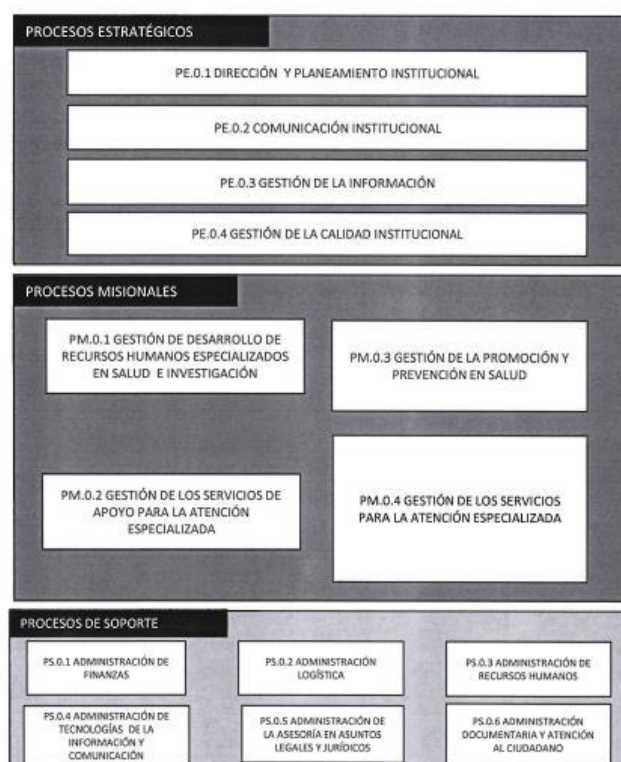 PROCESOS ESTRATÉGICOS
PE.0.1 DIRECCIÓN Y PLANEAMIENTO INSTITUCIONAL
PE.0.2 COMUNICACIÓN INSTITUCIONAL
PE.0.3 GESTIÓN DE LA INFORMACIÓN
PE.0.4 GESTIÓN DE LA CALIDAD INSTITUCIONAL
PROCESOS MISIONALES
PM.0.1 GESTIÓN DE DESARROLLO DE
RECURSOS HUMANOS ESPECIALIZADOS
EN SALUD E INVESTIGACIÓN
PM.0.3 GESTIÓN DE LA PROMOCIÓN Y
PREVENCIÓN EN SALUD
PM.0.2 GESTIÓN DE LOS SERVICIOS DE
APOYO PARA LA ATENCIÓN
ESPECIALIZADA
PM.0.4 GESTIÓN DE LOS SERVICIOS
PARA LA ATENCIÓN ESPECIALIZADA
PROCESOS DE SOPORTE
PS.0.1 ADMINISTRACIÓN DE
FINANZAS
PS.0.2 ADMINISTRACIÓN
LOGÍSTICA
PS.0.3 ADMINISTRACIÓN DE
RECURSOS HUMANOS
PS.0.4 ADMINISTRACIÓN DE
TECNOLOGÍAS DE LA
INFORMACIÓN Y
COMUNICACIÓN
PS.0.5 ADMINISTRACIÓN DE
LA ASESORÍA EN ASUNTOS
LEGALES Y JURÍDICOS
PS.0.6 ADMINISTRACIÓN
DOCUMENTARIA Y ATENCIÓN
AL CIUDADANO